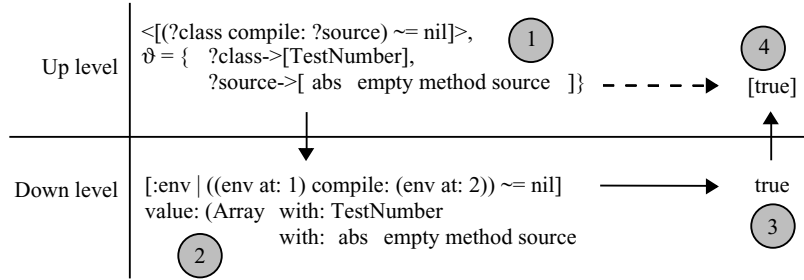 <[(?class compile: ?source) ~= nil]>,
ϑ = { ?class->[TestNumber],
?source->[ abs empty method source ]}
1
4
Up level
[true]
Down level
[:env | ((env at: 1) compile: (env at: 2)) ~= nil]
value: (Array with: TestNumber
with: abs empty method source
true
2
3